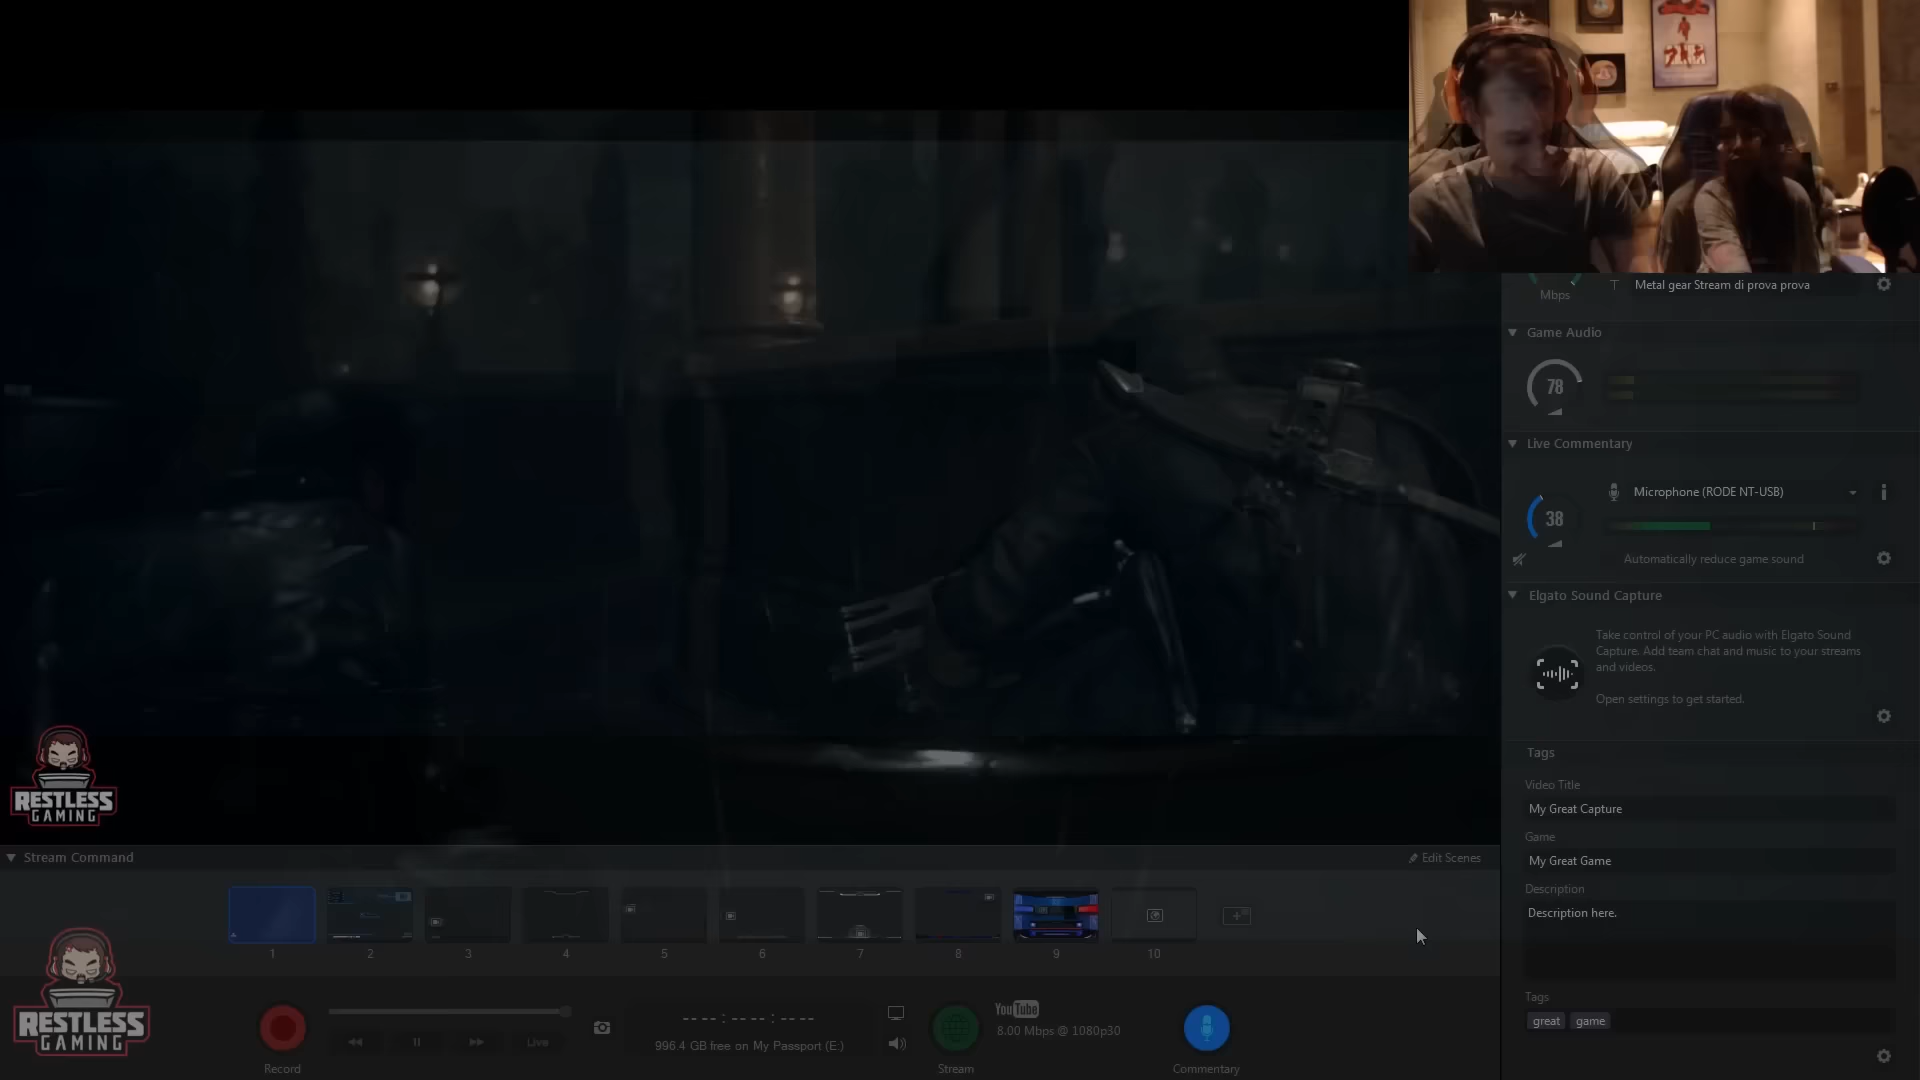 Mbps
Metal gear Stream di prova prova
Game Audio
78
Live Commentary
Microphone (RODE NT-USB)
38
Automatically reduce game sound
Elgato Sound Capture
Take control of your PC audio with Elgato Sound
Capture. Add team chat and music to your streams
and videos.
Open settings to get started.
Tags
Video Title
My Great Capture
Game
My Great Game
Description
Description here.
Tags
great game
RESTLESS
GAMING
Stream Command
Edit Scenes
1 2 3 4 5 6 7 8 9 10
RESTLESS
GAMING
Live
Record
--:--:--
996.4 GB free on My Passport (E:)
YouTube
8.00 Mbps @ 1080p30
Stream
Commentary